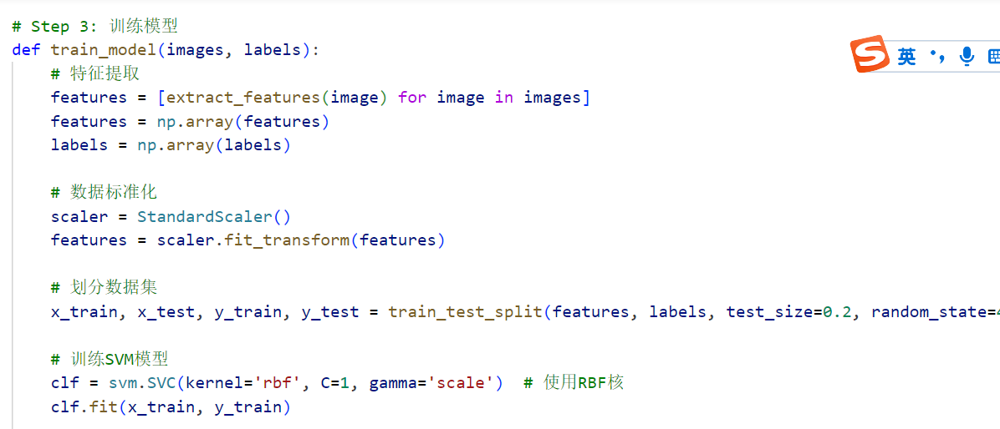 # Step 3: 训练模型
def train_model(images, labels):
    # 特征提取
    features = [extract_features(image) for image in images]
    features = np.array(features)
    labels = np.array(labels)
    # 数据标准化
    scaler = StandardScaler()
    features = scaler.fit_transform(features)
    # 划分数据集
    x_train, x_test, y_train, y_test = train_test_split(features, labels, test_size=0.2, random_state=4
    # 训练SVM模型
    clf = svm.SVC(kernel='rbf', C=1, gamma='scale')  # 使用RBF核
    clf.fit(x_train, y_train)
S 英